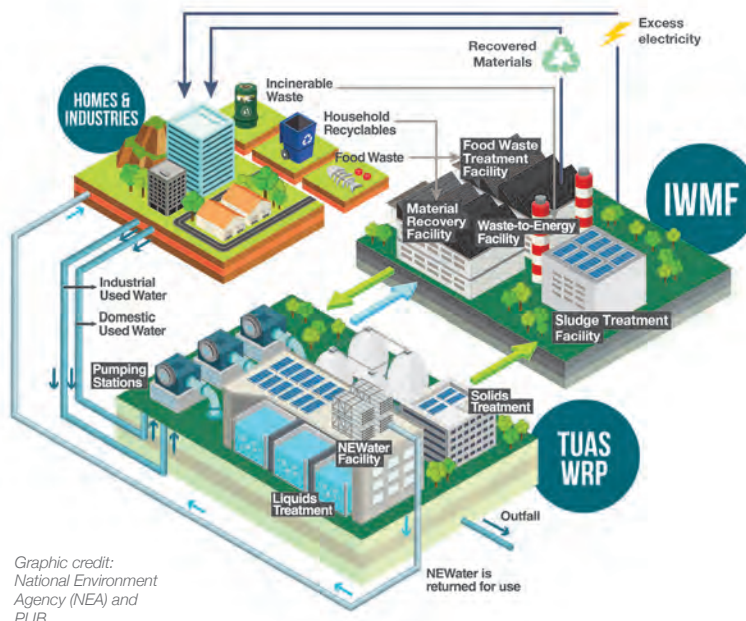 Excess
electricity
Recovered
Materials
HOMES &
INDUSTRIES
Incinerable
Waste
Household
Recyclables
Food Waste
Food Waste
Treatment
Facility
IWMF
Material
Recovery
Facility
Waste-to-Energy
Facility
Industrial
Used Water
Domestic
Used Water
Sludge Treatment
Facility
Pumping
Stations
Solids
Treatment
NEWater
Facility
TUAS
WRP
Liquids
Treatment
Outfall
NEWater is
returned for use
Graphic credit:
National Environment
Agency (NEA) and
PUB